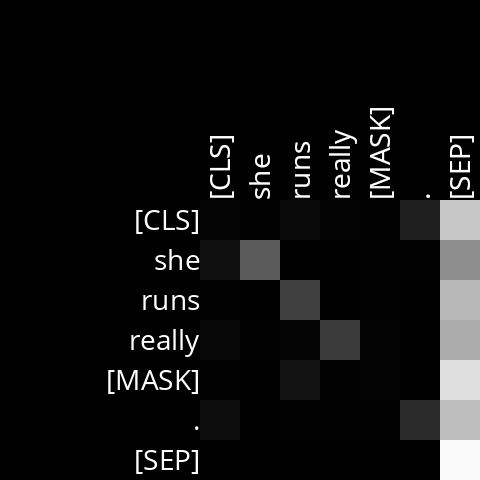 [CLS] she runs really [MASK] . [SEP]
[CLS]
she
runs
really
[MASK]
.
[SEP]